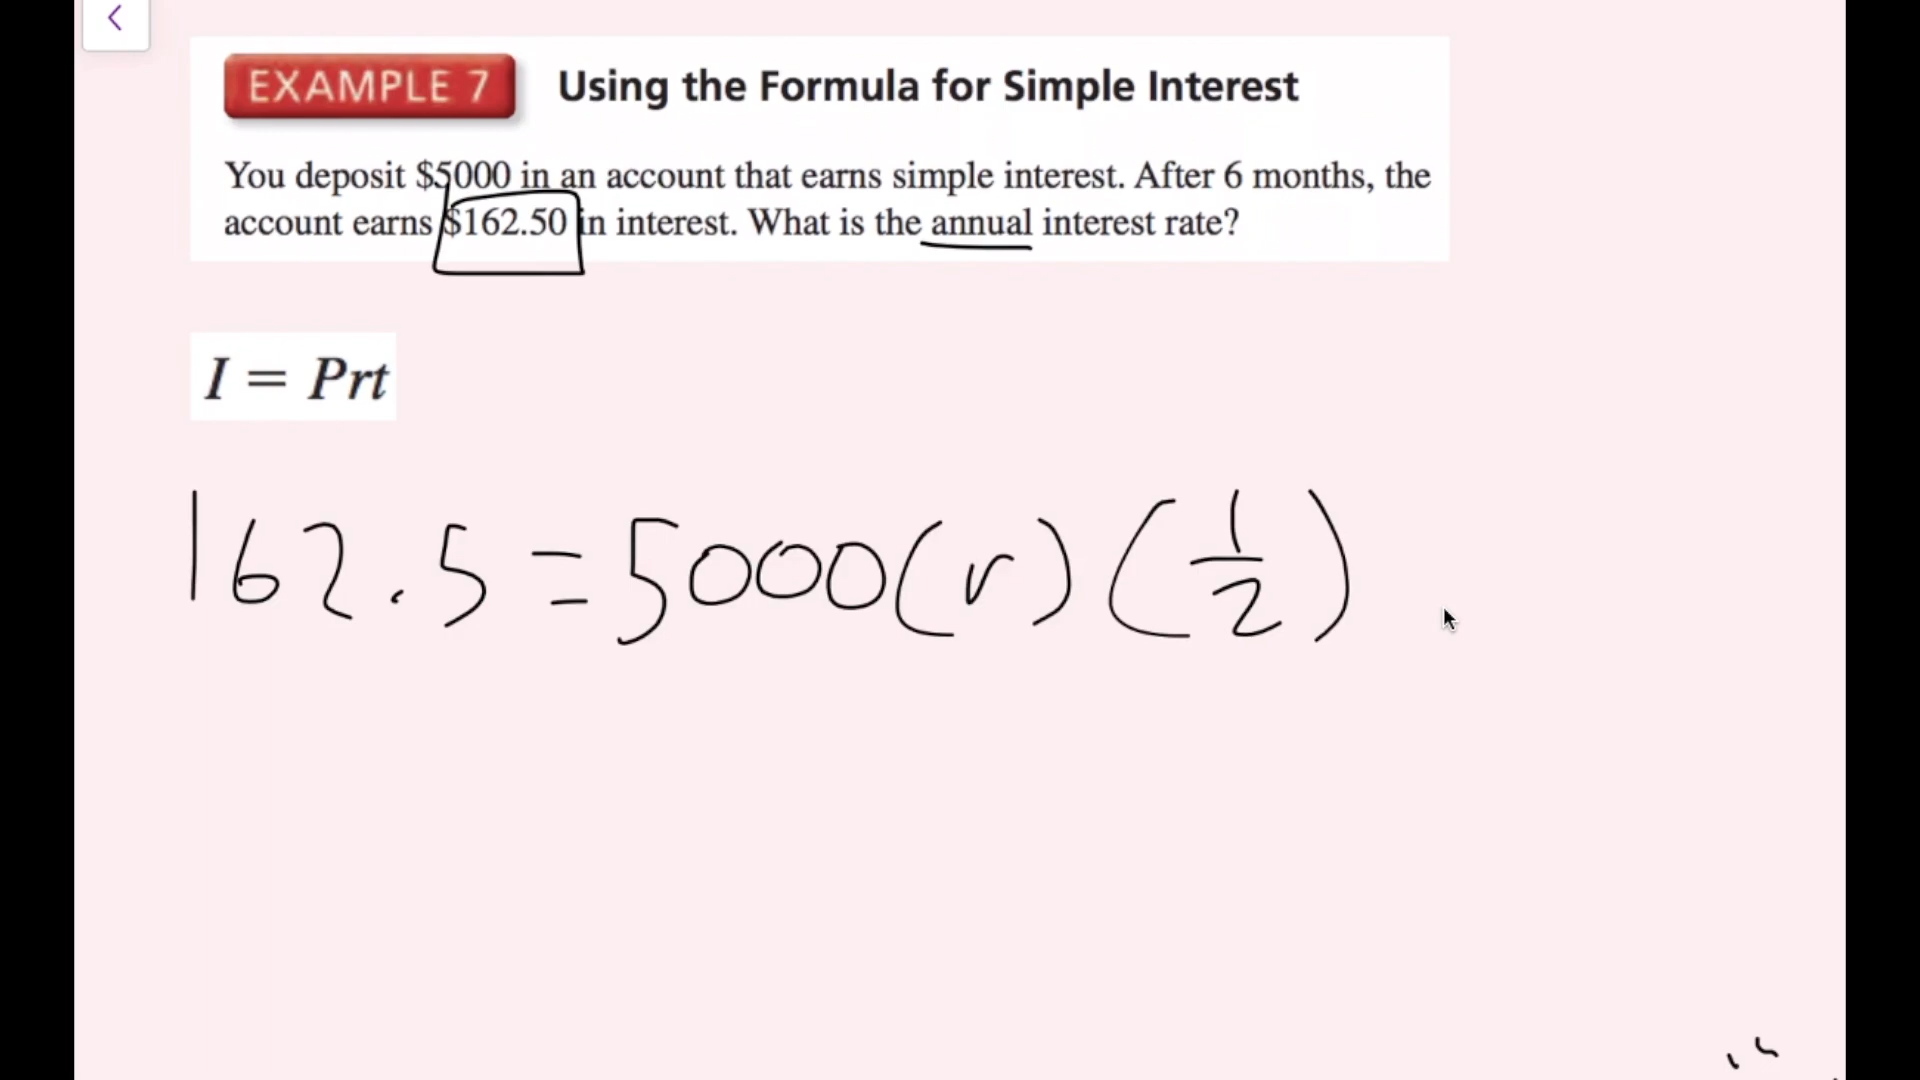 EXAMPLE 7 Using the Formula for Simple Interest
You deposit $5000 in an account that earns simple interest. After 6 months, the
account earns $162.50 in interest. What is the annual interest rate?
I = Prt
162.5 = 5000(r)(1/2)